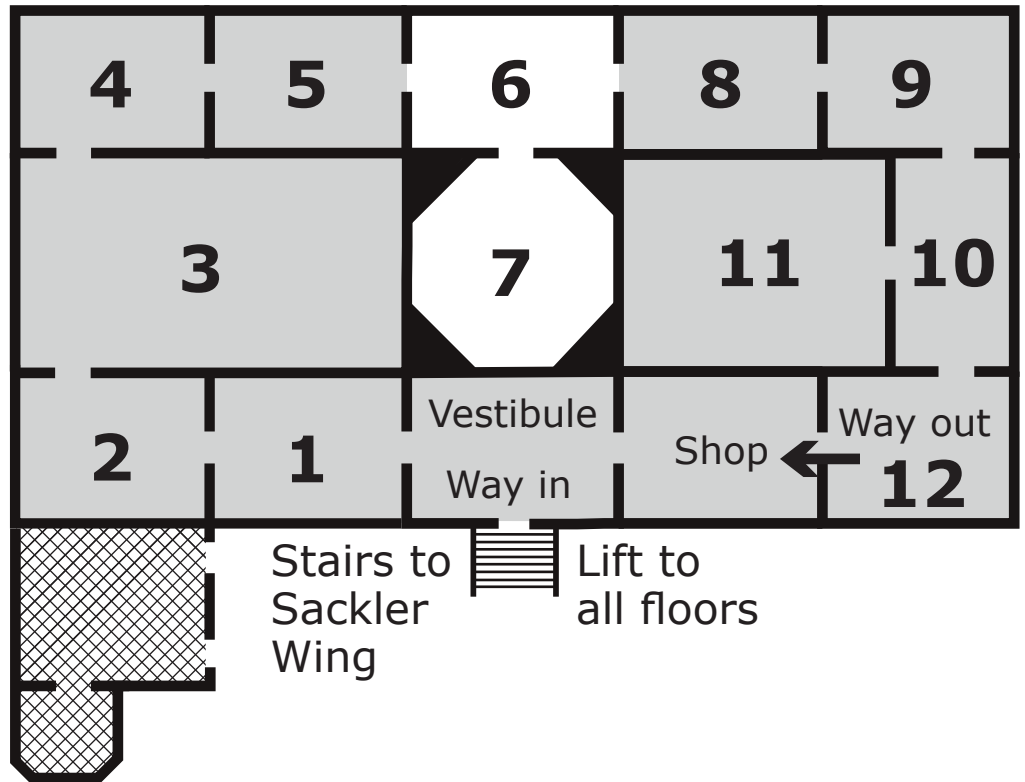 4 5 6 8 9
3 7 11 10
2 1 Vestibule Shop Way out
Way in 12
Stairs to
Sackler
Wing
Lift to
all floors